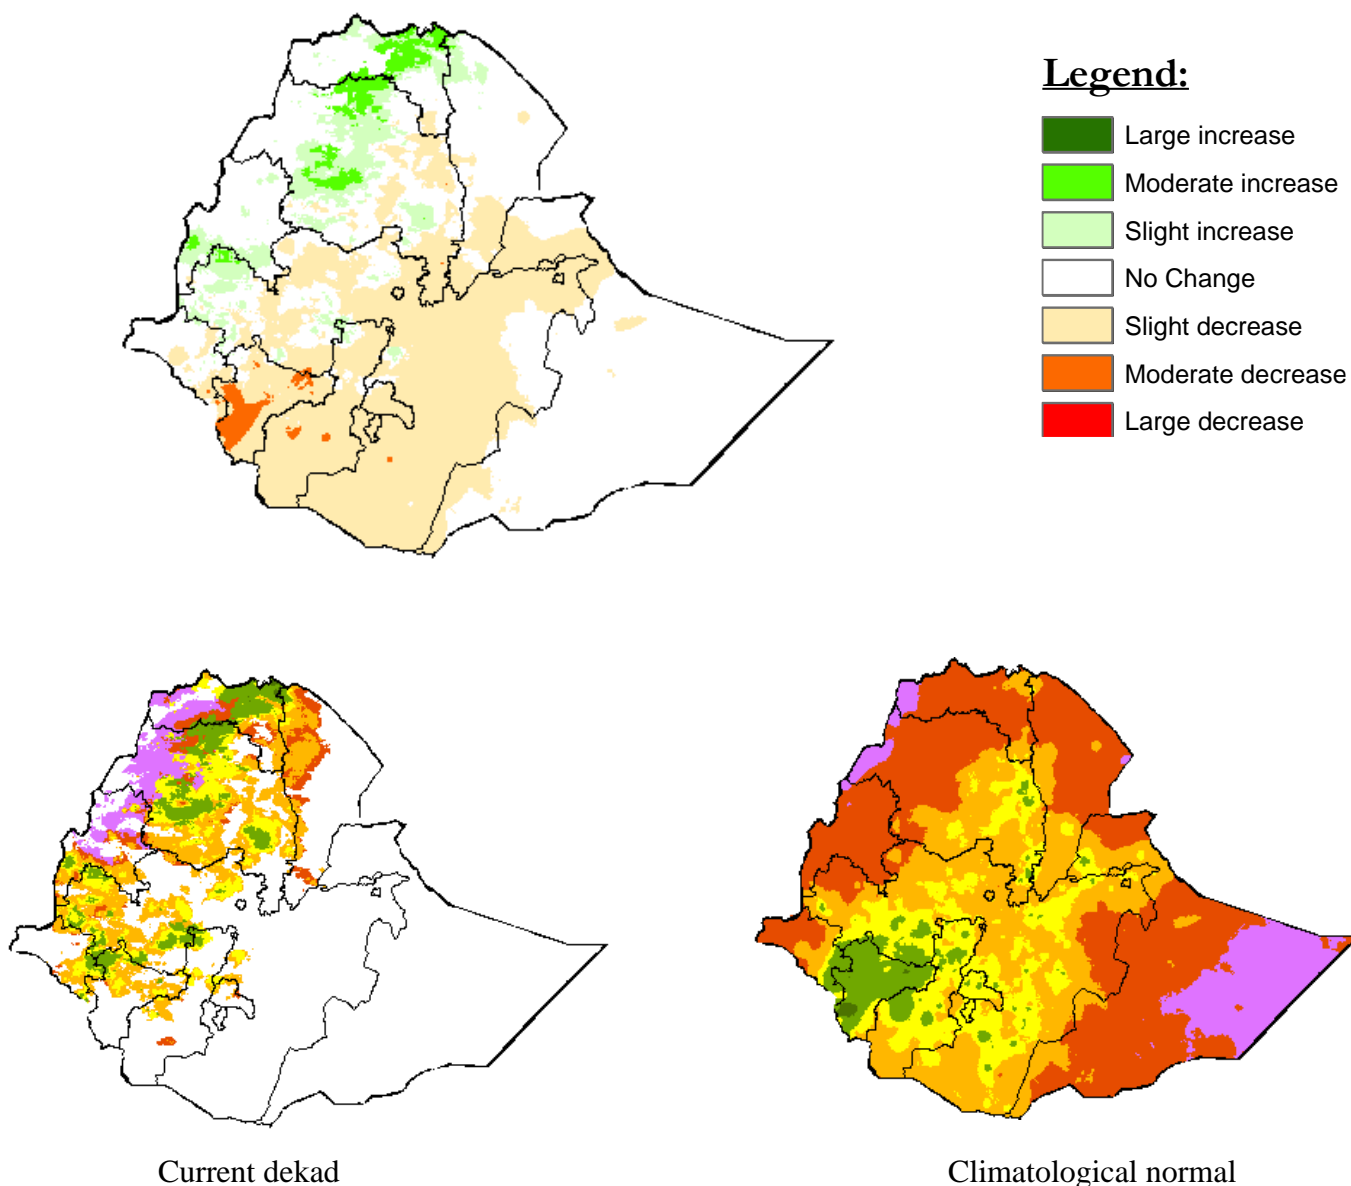 Legend:
Large increase
Moderate increase
Slight increase
No Change
Slight decrease
Moderate decrease
Large decrease
Current dekad
Climatological normal